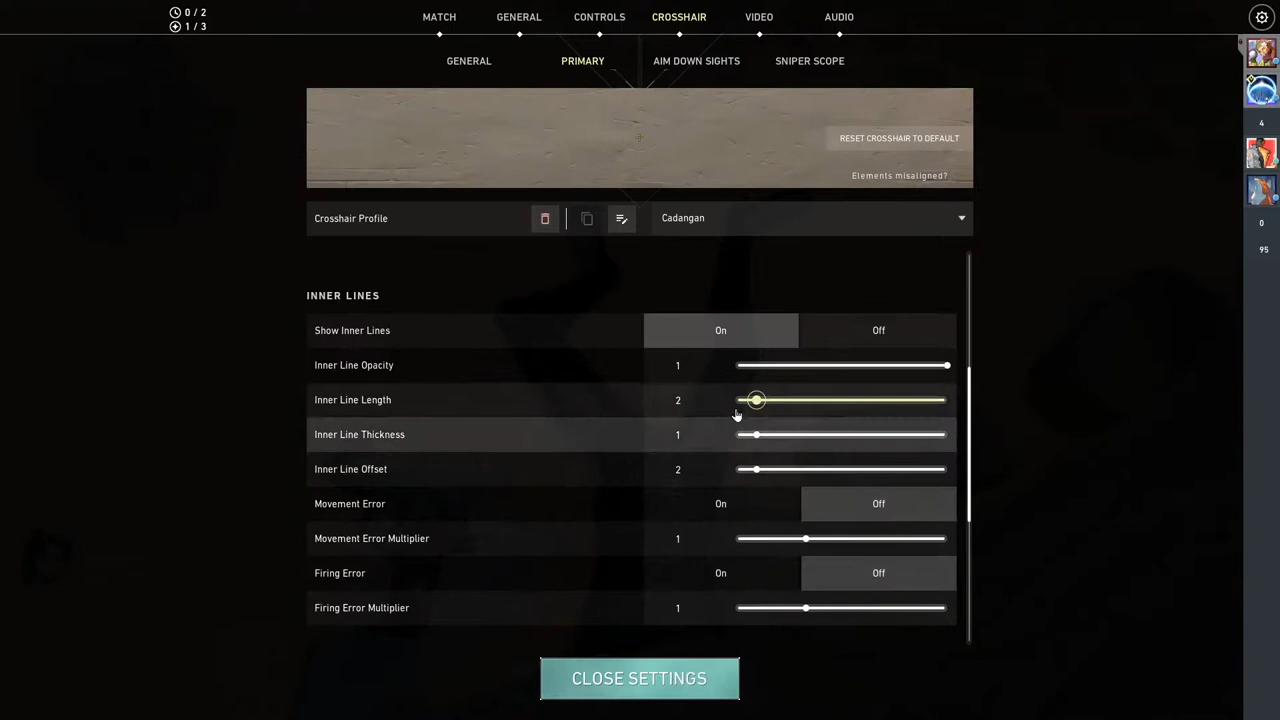 0 / 2
1 / 3
MATCH GENERAL CONTROLS CROSSHAIR VIDEO AUDIO
GENERAL PRIMARY AIM DOWN SIGHTS SNIPER SCOPE
RESET CROSSHAIR TO DEFAULT
Elements misaligned?
Crosshair Profile Cadangan
INNER LINES
Show Inner Lines On Off
Inner Line Opacity 1
Inner Line Length 2
Inner Line Thickness 1
Inner Line Offset 2
Movement Error On Off
Movement Error Multiplier 1
Firing Error On Off
Firing Error Multiplier 1
CLOSE SETTINGS
4
0
95